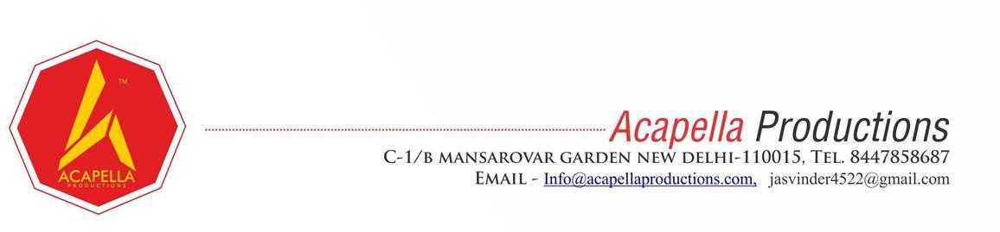 TM
ACAPELLA
PRODUCTIONS
Acapella Productions
C-1/B MANSAROVAR GARDEN NEW DELHI-110015, TEL. 8447858687
EMAIL - Info@acapellaproductions.com, jasvinder4522@gmail.com